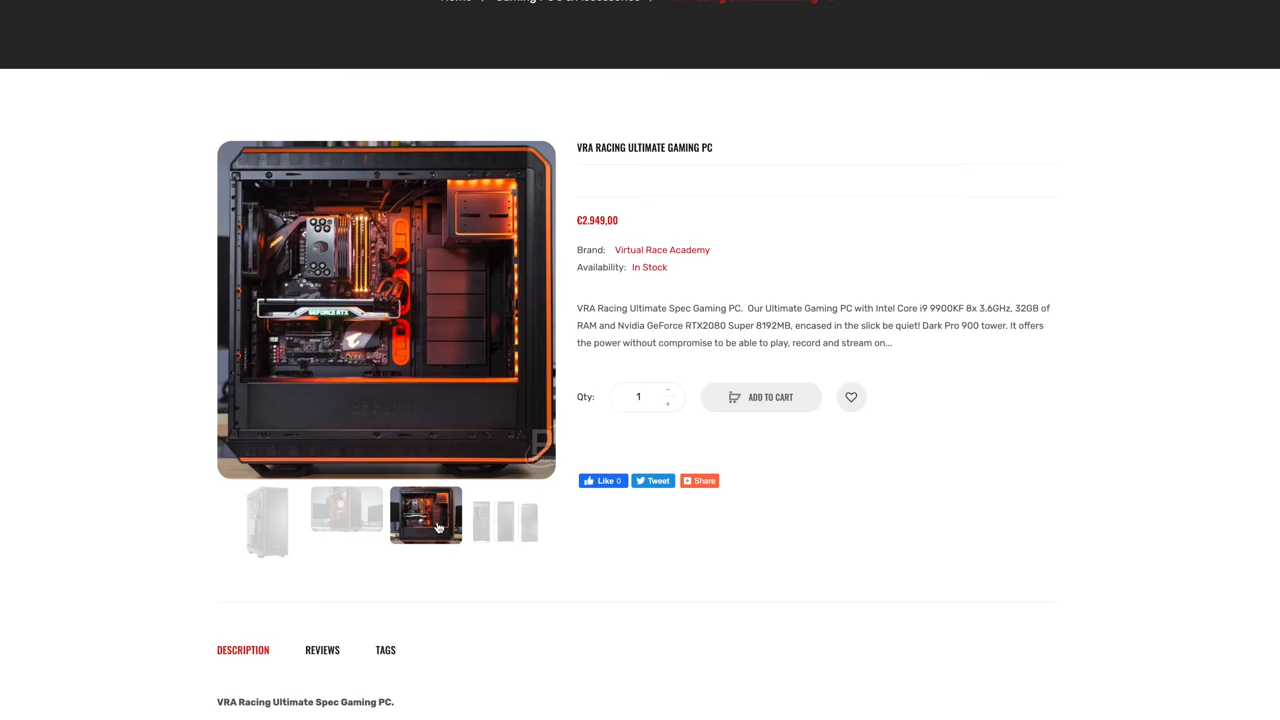 VRA RACING ULTIMATE GAMING PC
€2.949,00
Brand: Virtual Race Academy
Availability: In Stock
VRA Racing Ultimate Spec Gaming PC. Our Ultimate Gaming PC with Intel Core i9 9900KF 8x 3.6GHz, 32GB of
RAM and Nvidia GeForce RTX2080 Super 8192MB, encased in the slick be quiet! Dark Pro 900 tower. It offers
the power without compromise to be able to play, record and stream on...
GEFORCE RTX
Qty: 1 - +
ADD TO CART
Like 0
Tweet
Share
DESCRIPTION
REVIEWS
TAGS
VRA Racing Ultimate Spec Gaming PC.